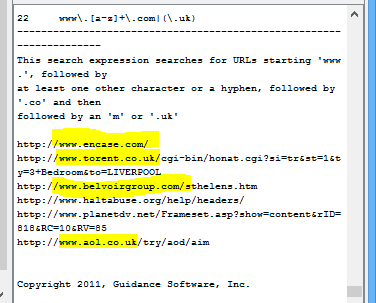 22     www\.[a-z]+\.com|(\.uk)
----------------------------------------------------
--------------
This search expression searches for URLs starting 'www
.', followed by
at least one other character or a hyphen, followed by
'.co' and then
followed by an 'm' or '.uk'
http://www.encase.com/
http://www.torent.co.uk/cgi-bin/honat.cgi?si=tr&st=1&t
y=3+Bedroom&to=LIVERPOOL
http://www.belvoirgroup.com/sthelens.htm
http://www.haltabuse.org/help/headers/
http://www.planetdv.net/Frameset.asp?show=content&rID=
818&RC=10&RV=85
http://www.aol.co.uk/try/aod/aim
Copyright 2011, Guidance Software, Inc.